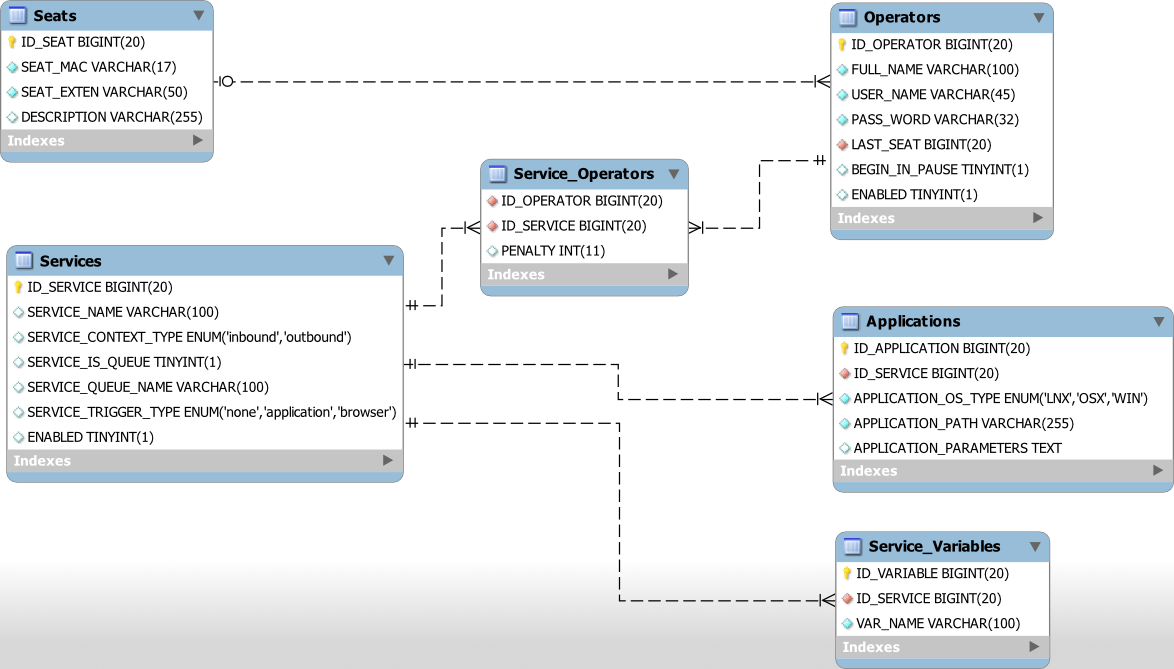 Seats
ID_SEAT BIGINT(20)
SEAT_MAC VARCHAR(17)
SEAT_EXTEN VARCHAR(50)
DESCRIPTION VARCHAR(255)
Indexes
Operators
ID_OPERATOR BIGINT(20)
FULL_NAME VARCHAR(100)
USER_NAME VARCHAR(45)
PASS_WORD VARCHAR(32)
LAST_SEAT BIGINT(20)
BEGIN_IN_PAUSE TINYINT(1)
ENABLED TINYINT(1)
Indexes
Service_Operators
ID_OPERATOR BIGINT(20)
ID_SERVICE BIGINT(20)
PENALTY INT(11)
Indexes
Services
ID_SERVICE BIGINT(20)
SERVICE_NAME VARCHAR(100)
SERVICE_CONTEXT_TYPE ENUM('inbound','outbound')
SERVICE_IS_QUEUE TINYINT(1)
SERVICE_QUEUE_NAME VARCHAR(100)
SERVICE_TRIGGER_TYPE ENUM('none','application','browser')
ENABLED TINYINT(1)
Indexes
Applications
ID_APPLICATION BIGINT(20)
ID_SERVICE BIGINT(20)
APPLICATION_OS_TYPE ENUM('LNX','OSX','WIN')
APPLICATION_PATH VARCHAR(255)
APPLICATION_PARAMETERS TEXT
Indexes
Service_Variables
ID_VARIABLE BIGINT(20)
ID_SERVICE BIGINT(20)
VAR_NAME VARCHAR(100)
Indexes